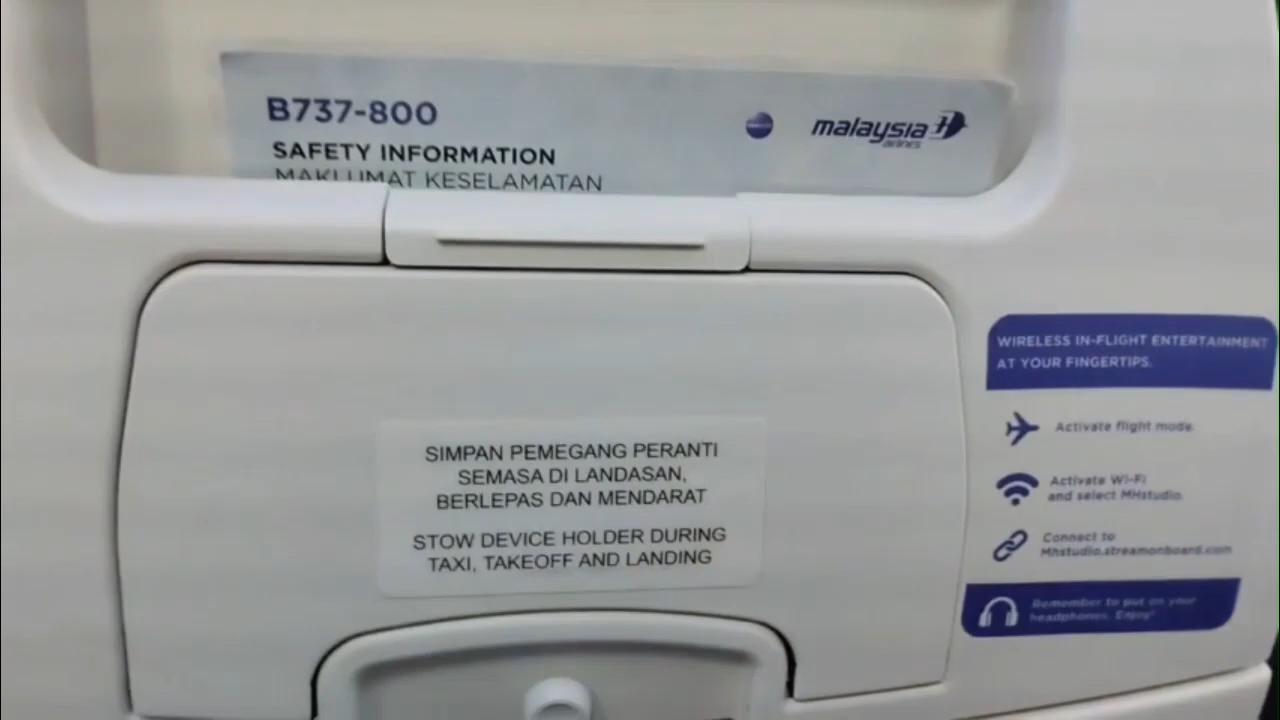 B737-800
malaysia
airlines
SAFETY INFORMATION
MAKLUMAT KESELAMATAN
SIMPAN PEMEGANG PERANTI
SEMASA DI LANDASAN,
BERLEPAS DAN MENDARAT
STOW DEVICE HOLDER DURING
TAXI, TAKEOFF AND LANDING
WIRELESS IN-FLIGHT ENTERTAINMENT
AT YOUR FINGERTIPS.
Activate flight mode.
Activate Wi-Fi
and select MHstudio.
Connect to
Mhstudio.streamonboard.com
Remember to put on your
headphones. Enjoy!